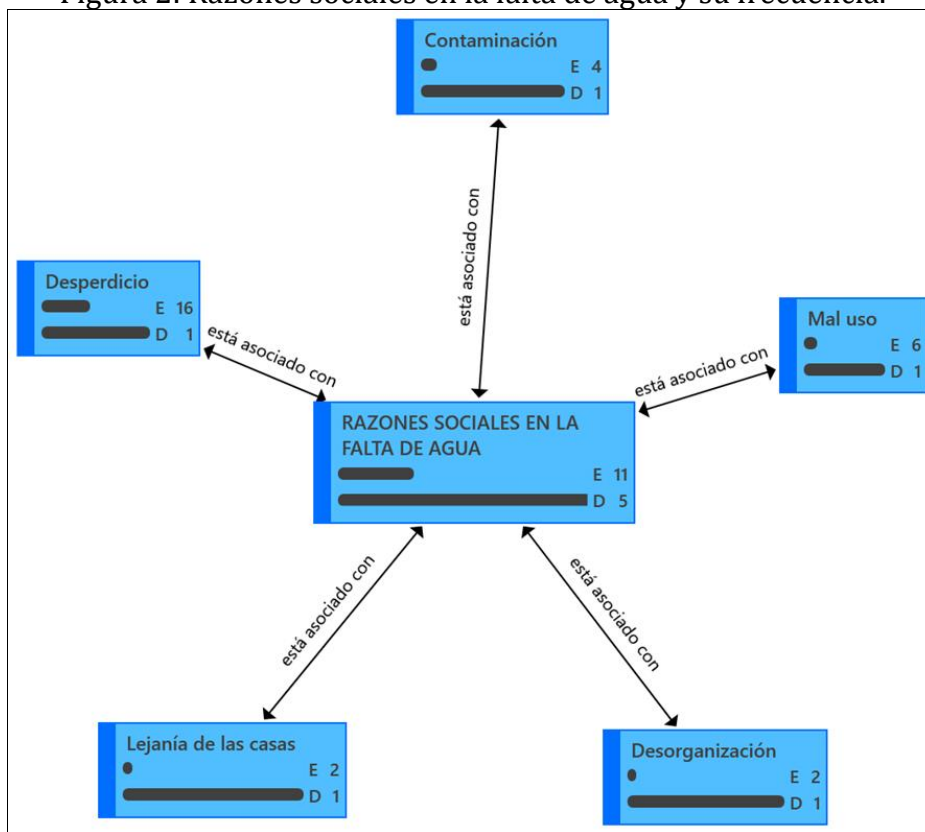 Figura 2. Razones sociales en la falta de agua y su frecuencia.
Contaminación
E 4
D 1
está asociado con
Desperdicio
E 16
D 1
está asociado con
Mal uso
E 6
D 1
está asociado con
RAZONES SOCIALES EN LA
FALTA DE AGUA
E 11
D 5
está asociado con
está asociado con
Lejanía de las casas
E 2
D 1
Desorganización
E 2
D 1